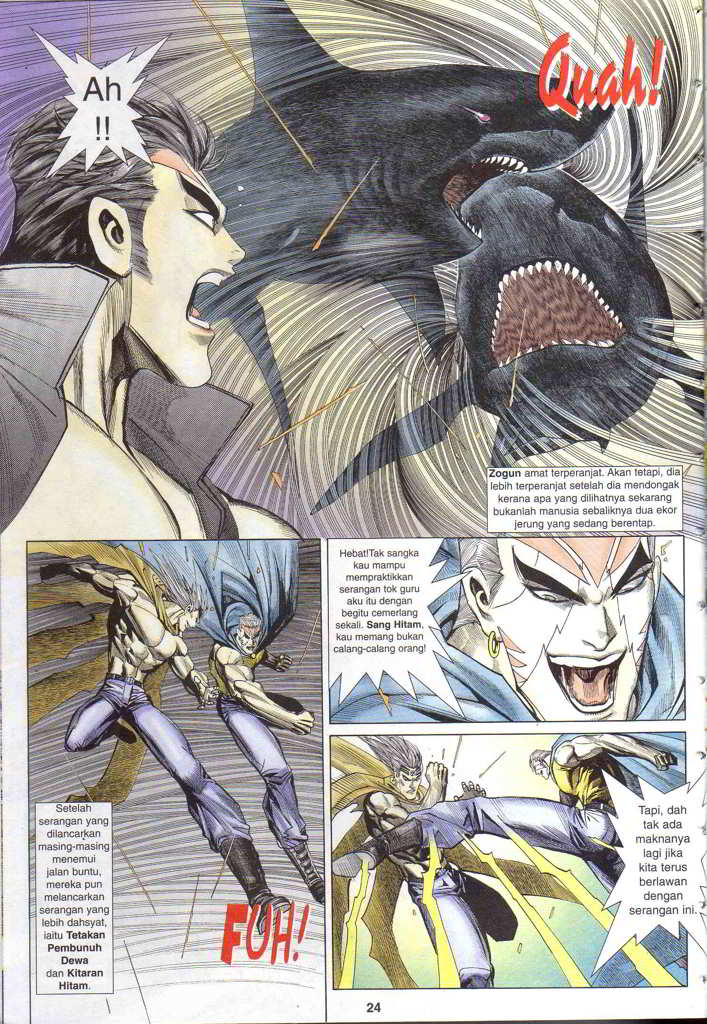 Ah
!!
Quah!
Zogun amat terperanjat. Akan tetapi, dia
lebih terperanjat setelah dia mendongak
kerana apa yang dilihatnya sekarang
bukanlah manusia sebaliknya dua ekor
jerung yang sedang berentap.
Setelah
serangan yang
dilancarkan
masing-masing
menemui
jalan buntu,
mereka pun
melancarkan
serangan yang
lebih dahsyat,
iaitu Tetakan
Pembunuh
Dewa
dan Kitaran
Hitam.
FUH!
Hebat!Tak sangka
kau mampu
mempraktikkan
serangan tok guru
aku itu dengan
begitu cemerlang
sekali. Sang Hitam,
kau memang bukan
calang-calang orang!
Tapi, dah
tak ada
maknanya
lagi jika
kita terus
berlawan
dengan
serangan ini.
24